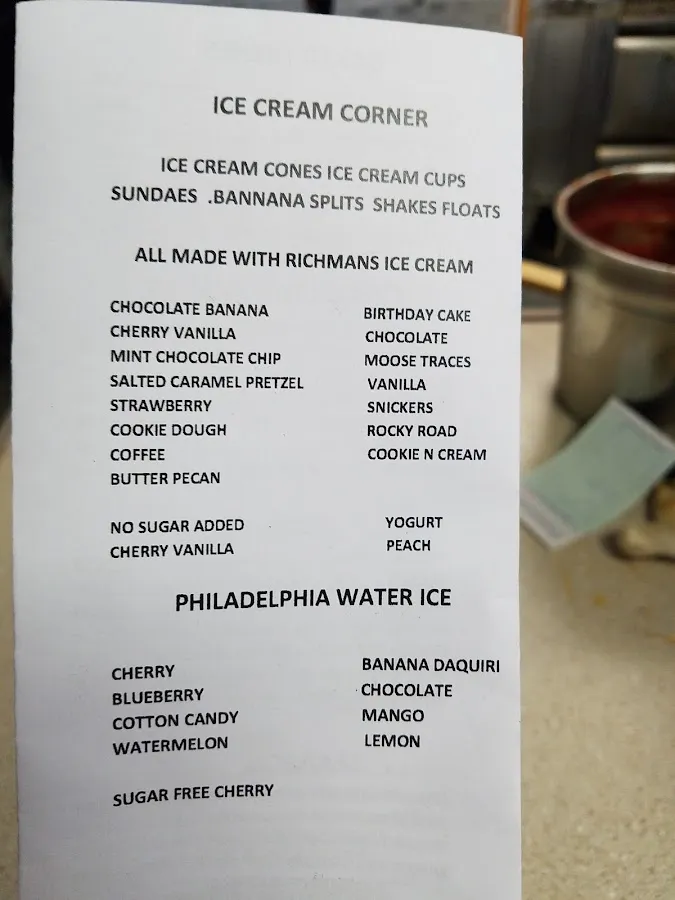 ICE CREAM CORNER
ICE CREAM CONES ICE CREAM CUPS
SUNDAES .BANNANA SPLITS SHAKES FLOATS
ALL MADE WITH RICHMANS ICE CREAM
CHOCOLATE BANANA
CHERRY VANILLA
MINT CHOCOLATE CHIP
SALTED CARAMEL PRETZEL
STRAWBERRY
COOKIE DOUGH
COFFEE
BUTTER PECAN
BIRTHDAY CAKE
CHOCOLATE
MOOSE TRACES
VANILLA
SNICKERS
ROCKY ROAD
COOKIE N CREAM
NO SUGAR ADDED
CHERRY VANILLA
YOGURT
PEACH
PHILADELPHIA WATER ICE
CHERRY
BLUEBERRY
COTTON CANDY
WATERMELON
BANANA DAQUIRI
CHOCOLATE
MANGO
LEMON
SUGAR FREE CHERRY